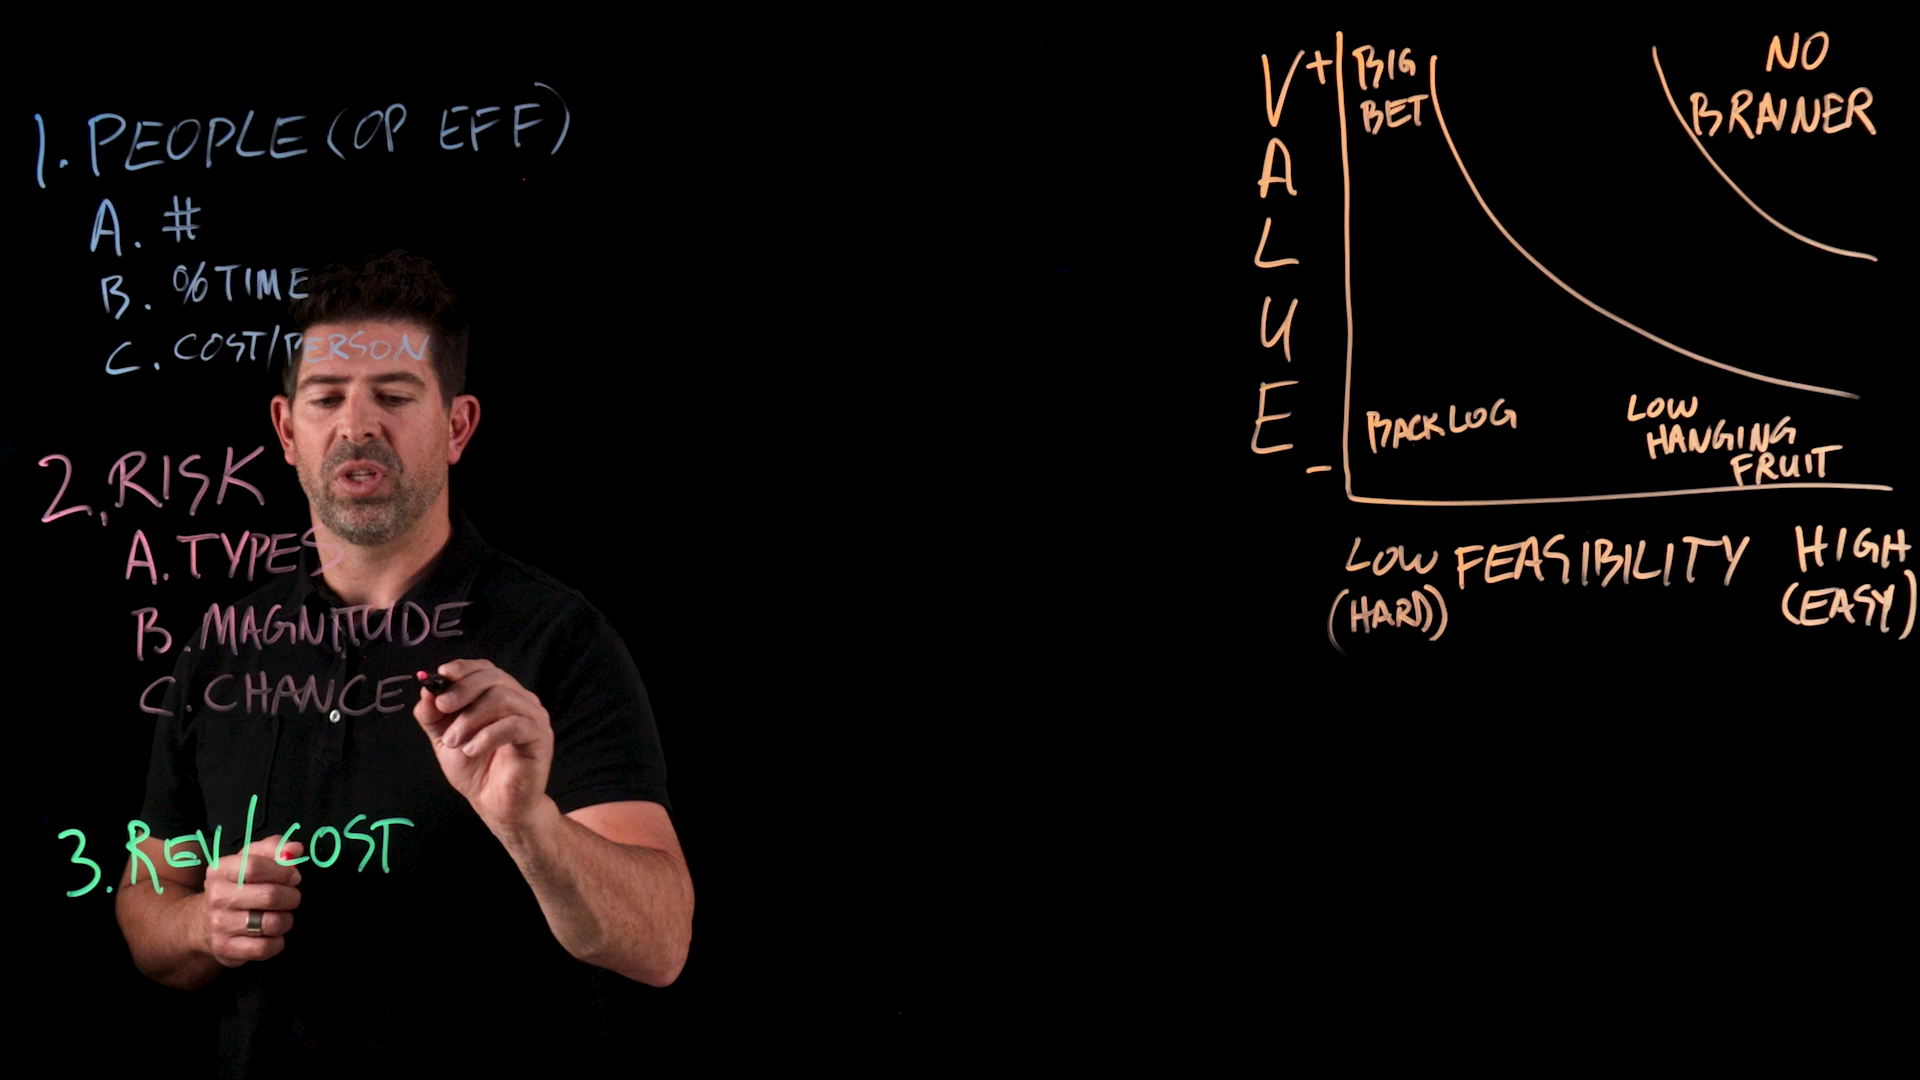 1. PEOPLE (OP EFF)
A. #
B. % TIME
C. COST/PERSON
2. RISK
A. TYPES
B. MAGNITUDE
C. CHANCE
3. REV/COST
VALUE
+
-
BIG
BET
NO
BRAINER
BACKLOG
LOW
HANGING
FRUIT
LOW FEASIBILITY HIGH
(HARD) (EASY)